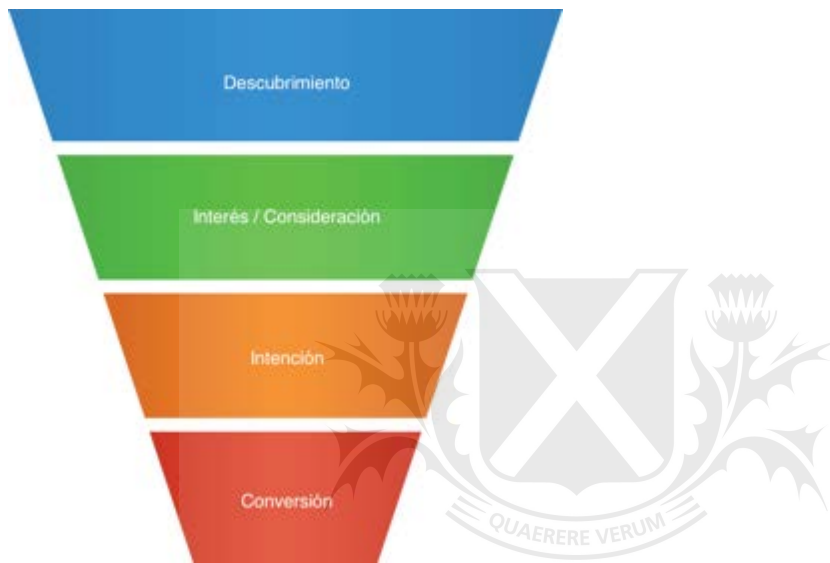 Descubrimiento
Interés / Consideración
Intención
Conversión
QUAERERE VERUM